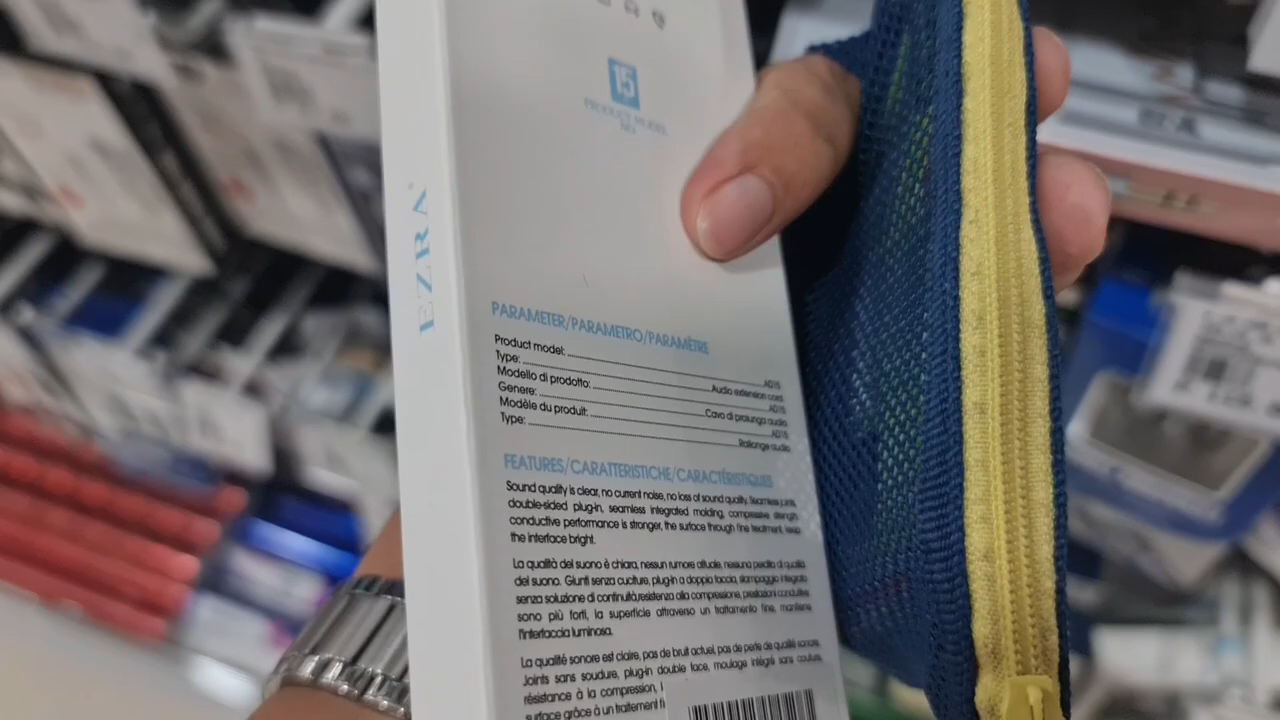 15
PRODUCT MODEL
NO.
EZRA
PARAMETER/PARAMETRO/PARAMÈTRE
Product model: AD15
Type: Audio extension cord
Modello di prodotto: AD15
Genere: Cavo di prolunga audio
Modèle du produit: AD15
Type: Rallonge audio
FEATURES/CARATTERISTICHE/CARACTÉRISTIQUES
Sound quality is clear, no current noise, no loss of sound quality. Seamless joints,
double-sided plug-in, seamless integrated molding, compressive strength,
conductive performance is stronger, the surface through fine treatment, keep
the interface bright.
La qualità del suono è chiara, nessun rumore attuale, nessuna perdita di qualità
del suono. Giunti senza cuciture, plug-in a doppia faccia, stampaggio integrato
senza soluzione di continuità,resistenza alla compressione, prestazioni conduttive
sono più forti, la superficie attraverso un trattamento fine, mantiene
l'interfaccia luminosa.
La qualité sonore est claire, pas de bruit actuel, pas de perte de qualité sonore.
Joints sans soudure, plug-in double face, moulage intégré sans couture,
résistance à la compression,
surface grâce à un traitement